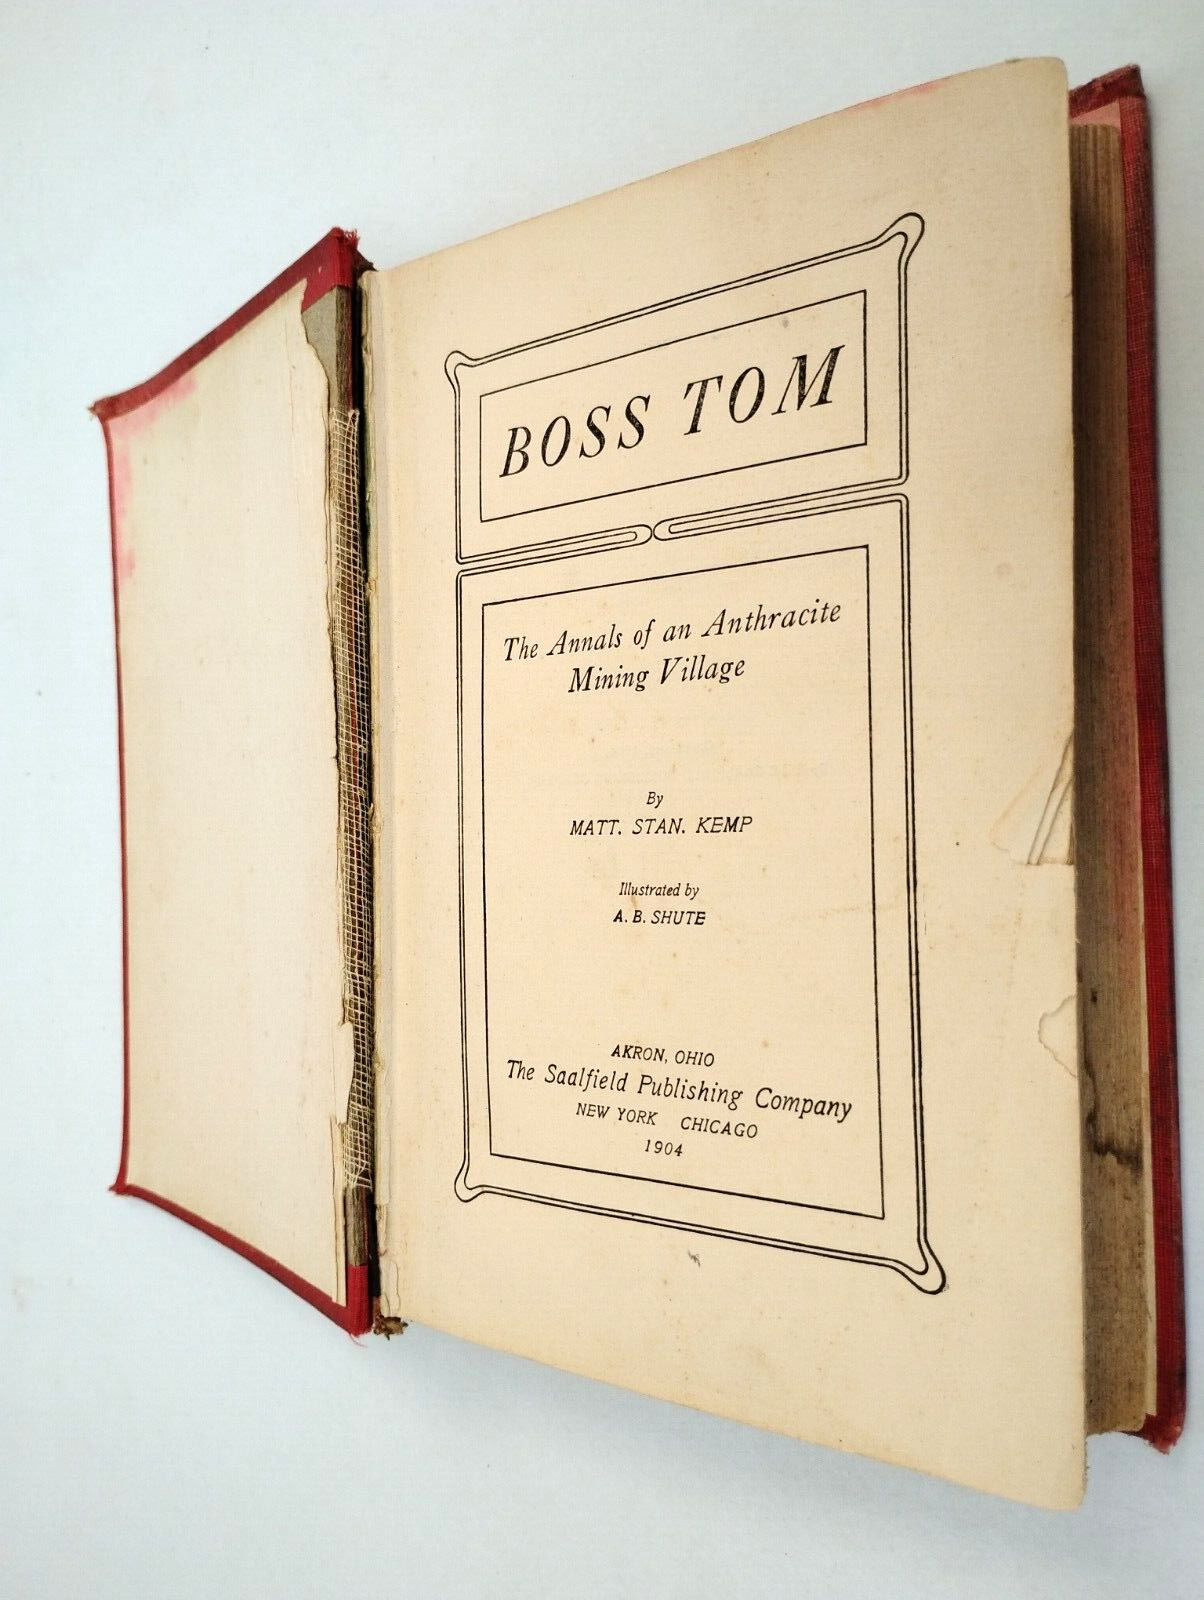 BOSS TOM
The Annals of an Anthracite
Mining Village
By
MATT. STAN. KEMP
Illustrated by
A. B. SHUTE
AKRON, OHIO
The Saalfield Publishing Company
NEW YORK CHICAGO
1904